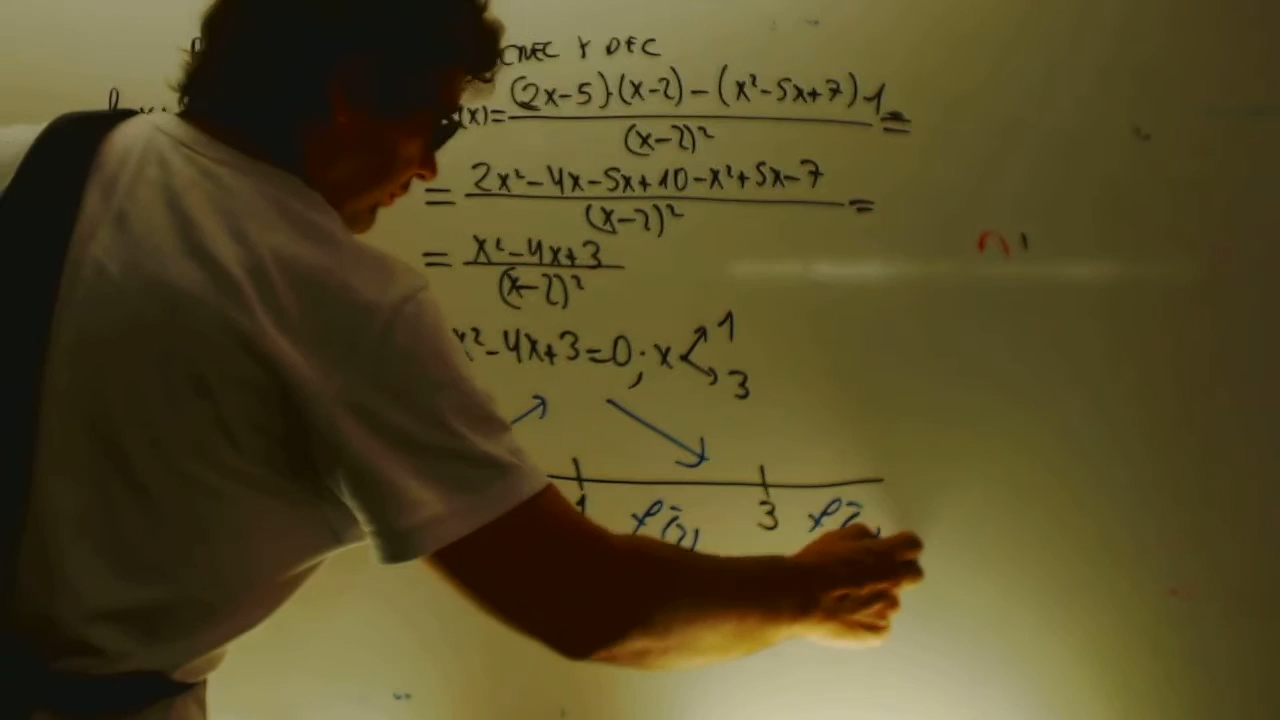 CREC Y DEC
(x)= (2x-5)(x-2) - (x²-5x+7)·1 / (x-2)² =
= 2x²-4x-5x+10-x²+5x-7 / (x-2)² =
= x²-4x+3 / (x-2)²
x²-4x+3=0; x 1 3
1 3